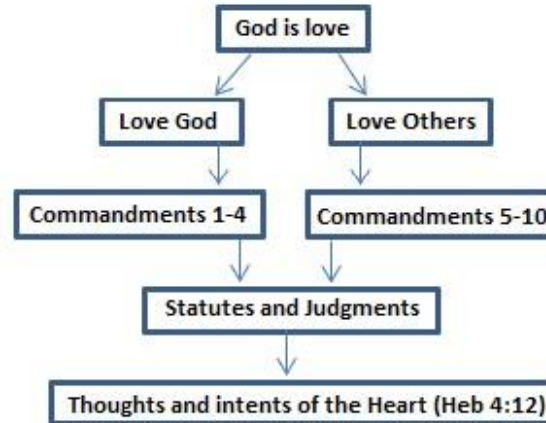 God is love
Love God
Love Others
Commandments 1-4
Commandments 5-10
Statutes and Judgments
Thoughts and intents of the Heart (Heb 4:12)